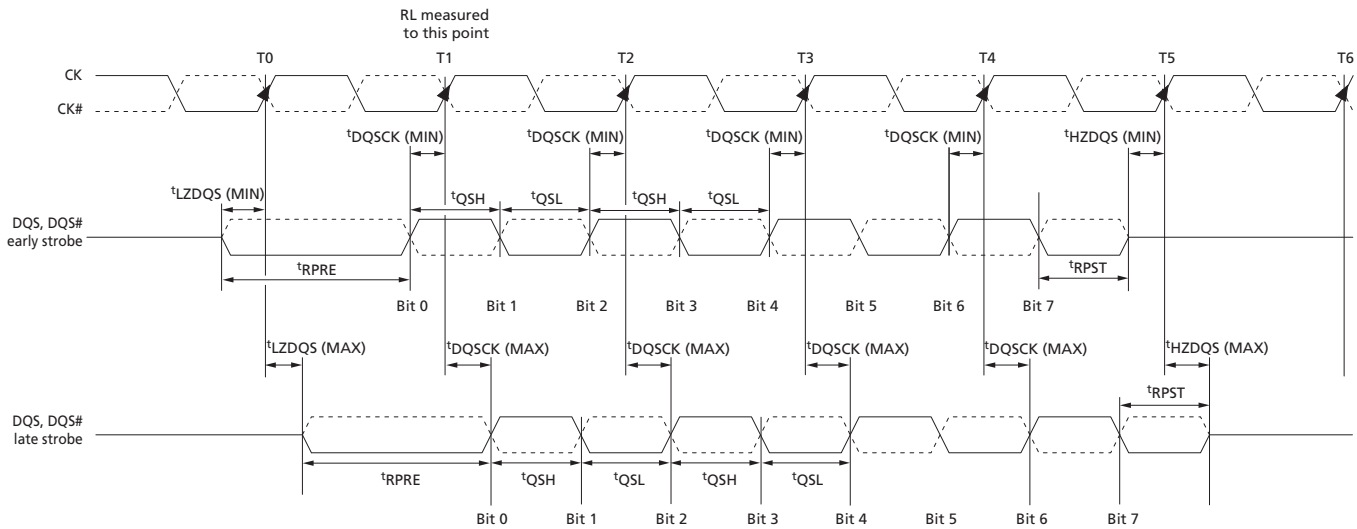 RL measured
to this point
T0 T1 T2 T3 T4 T5 T6
CK
CK#
tDQSCK (MIN) tDQSCK (MIN) tDQSCK (MIN) tDQSCK (MIN) tHZDQS (MIN)
tLZDQS (MIN)
tQSH tQSL tQSH tQSL
DQS, DQS#
early strobe
tRPRE tRPST
Bit 0 Bit 1 Bit 2 Bit 3 Bit 4 Bit 5 Bit 6 Bit 7
tLZDQS (MAX) tDQSCK (MAX) tDQSCK (MAX) tDQSCK (MAX) tDQSCK (MAX) tHZDQS (MAX)
tRPST
DQS, DQS#
late strobe
tRPRE tQSH tQSL tQSH tQSL
Bit 0 Bit 1 Bit 2 Bit 3 Bit 4 Bit 5 Bit 6 Bit 7